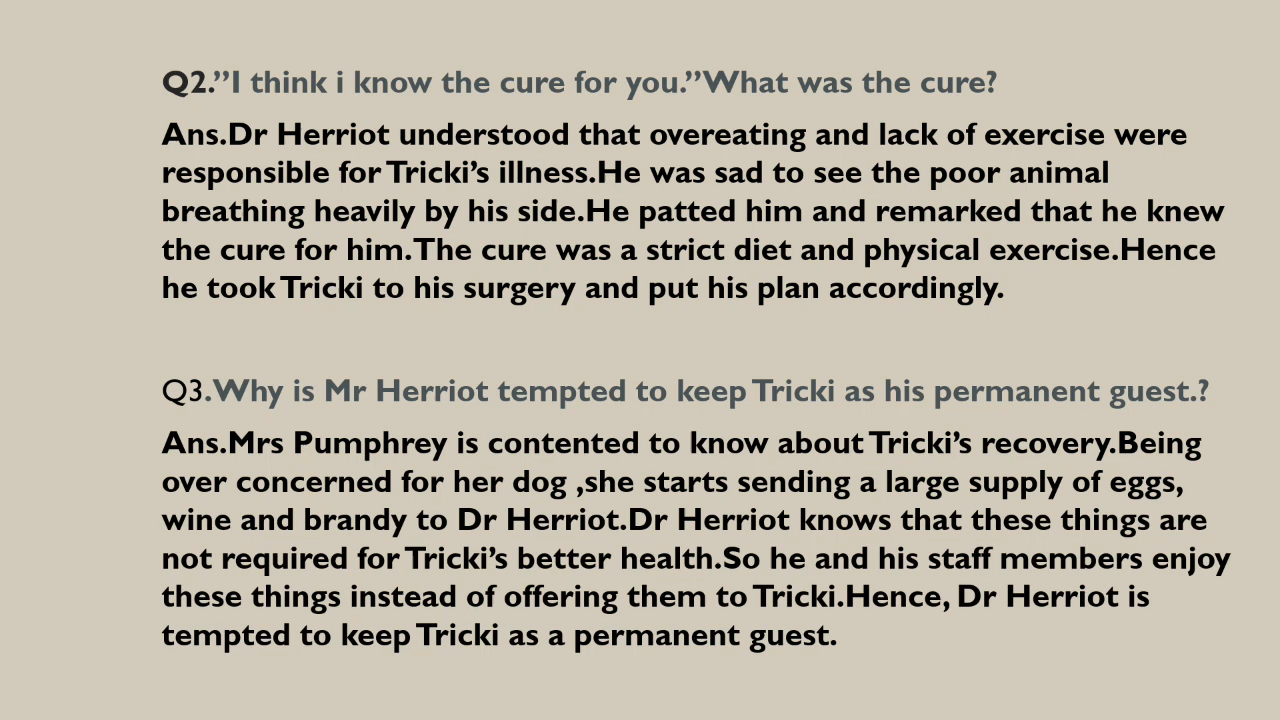 Q2.”I think i know the cure for you.”What was the cure?
Ans.Dr Herriot understood that overeating and lack of exercise were
responsible for Tricki’s illness.He was sad to see the poor animal
breathing heavily by his side.He patted him and remarked that he knew
the cure for him.The cure was a strict diet and physical exercise.Hence
he took Tricki to his surgery and put his plan accordingly.
Q3.Why is Mr Herriot tempted to keep Tricki as his permanent guest.?
Ans.Mrs Pumphrey is contented to know about Tricki’s recovery.Being
over concerned for her dog ,she starts sending a large supply of eggs,
wine and brandy to Dr Herriot.Dr Herriot knows that these things are
not required for Tricki’s better health.So he and his staff members enjoy
these things instead of offering them to Tricki.Hence, Dr Herriot is
tempted to keep Tricki as a permanent guest.